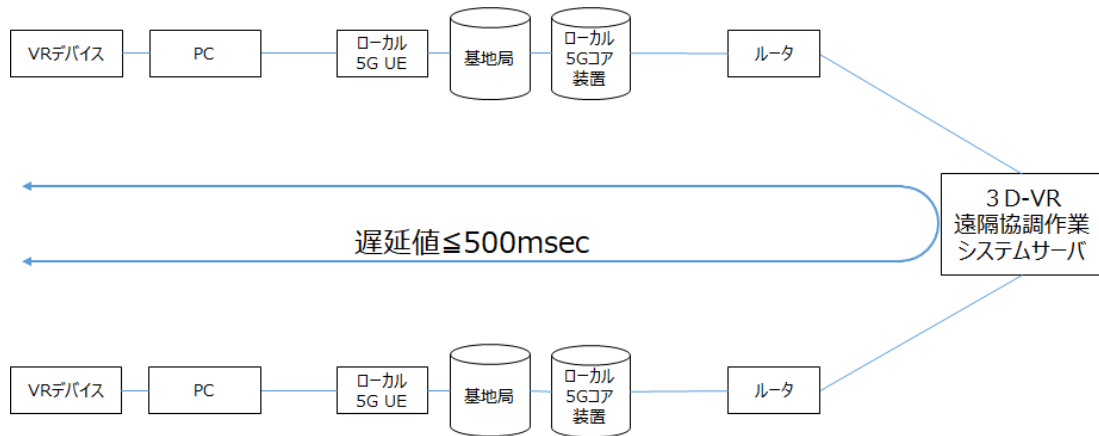 VRデバイス
PC
ローカル
5G UE
基地局
ローカル
5Gコア
装置
ルータ
３D-VR
遠隔協調作業
システムサーバ
遅延値≦500msec
VRデバイス
PC
ローカル
5G UE
基地局
ローカル
5Gコア
装置
ルータ